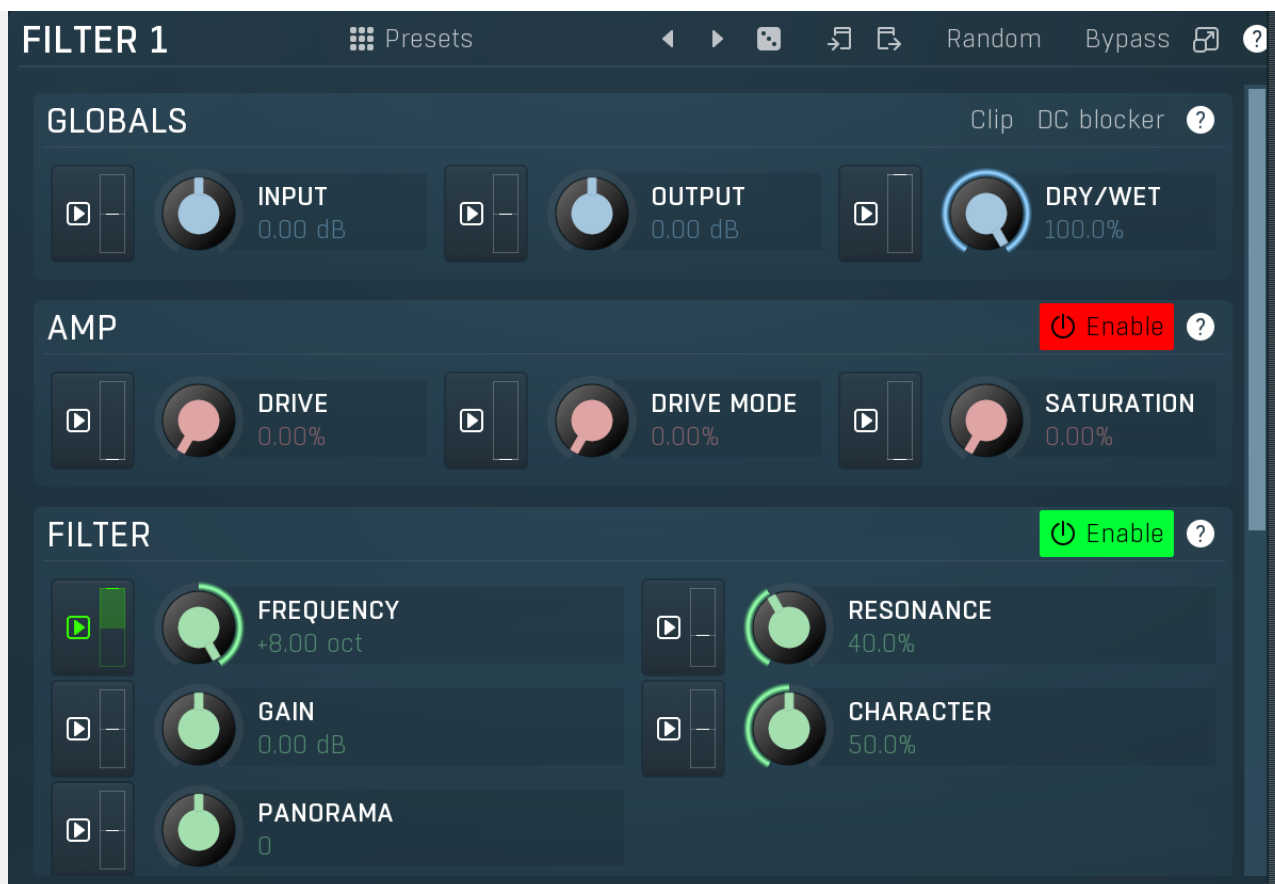 FILTER 1 Presets Random Bypass ?
GLOBALS Clip DC blocker ?
INPUT OUTPUT DRY/WET
0.00 dB 0.00 dB 100.0%
AMP Enable ?
DRIVE DRIVE MODE SATURATION
0.00% 0.00% 0.00%
FILTER Enable ?
FREQUENCY RESONANCE
+8.00 oct 40.0%
GAIN CHARACTER
0.00 dB 50.0%
PANORAMA
0